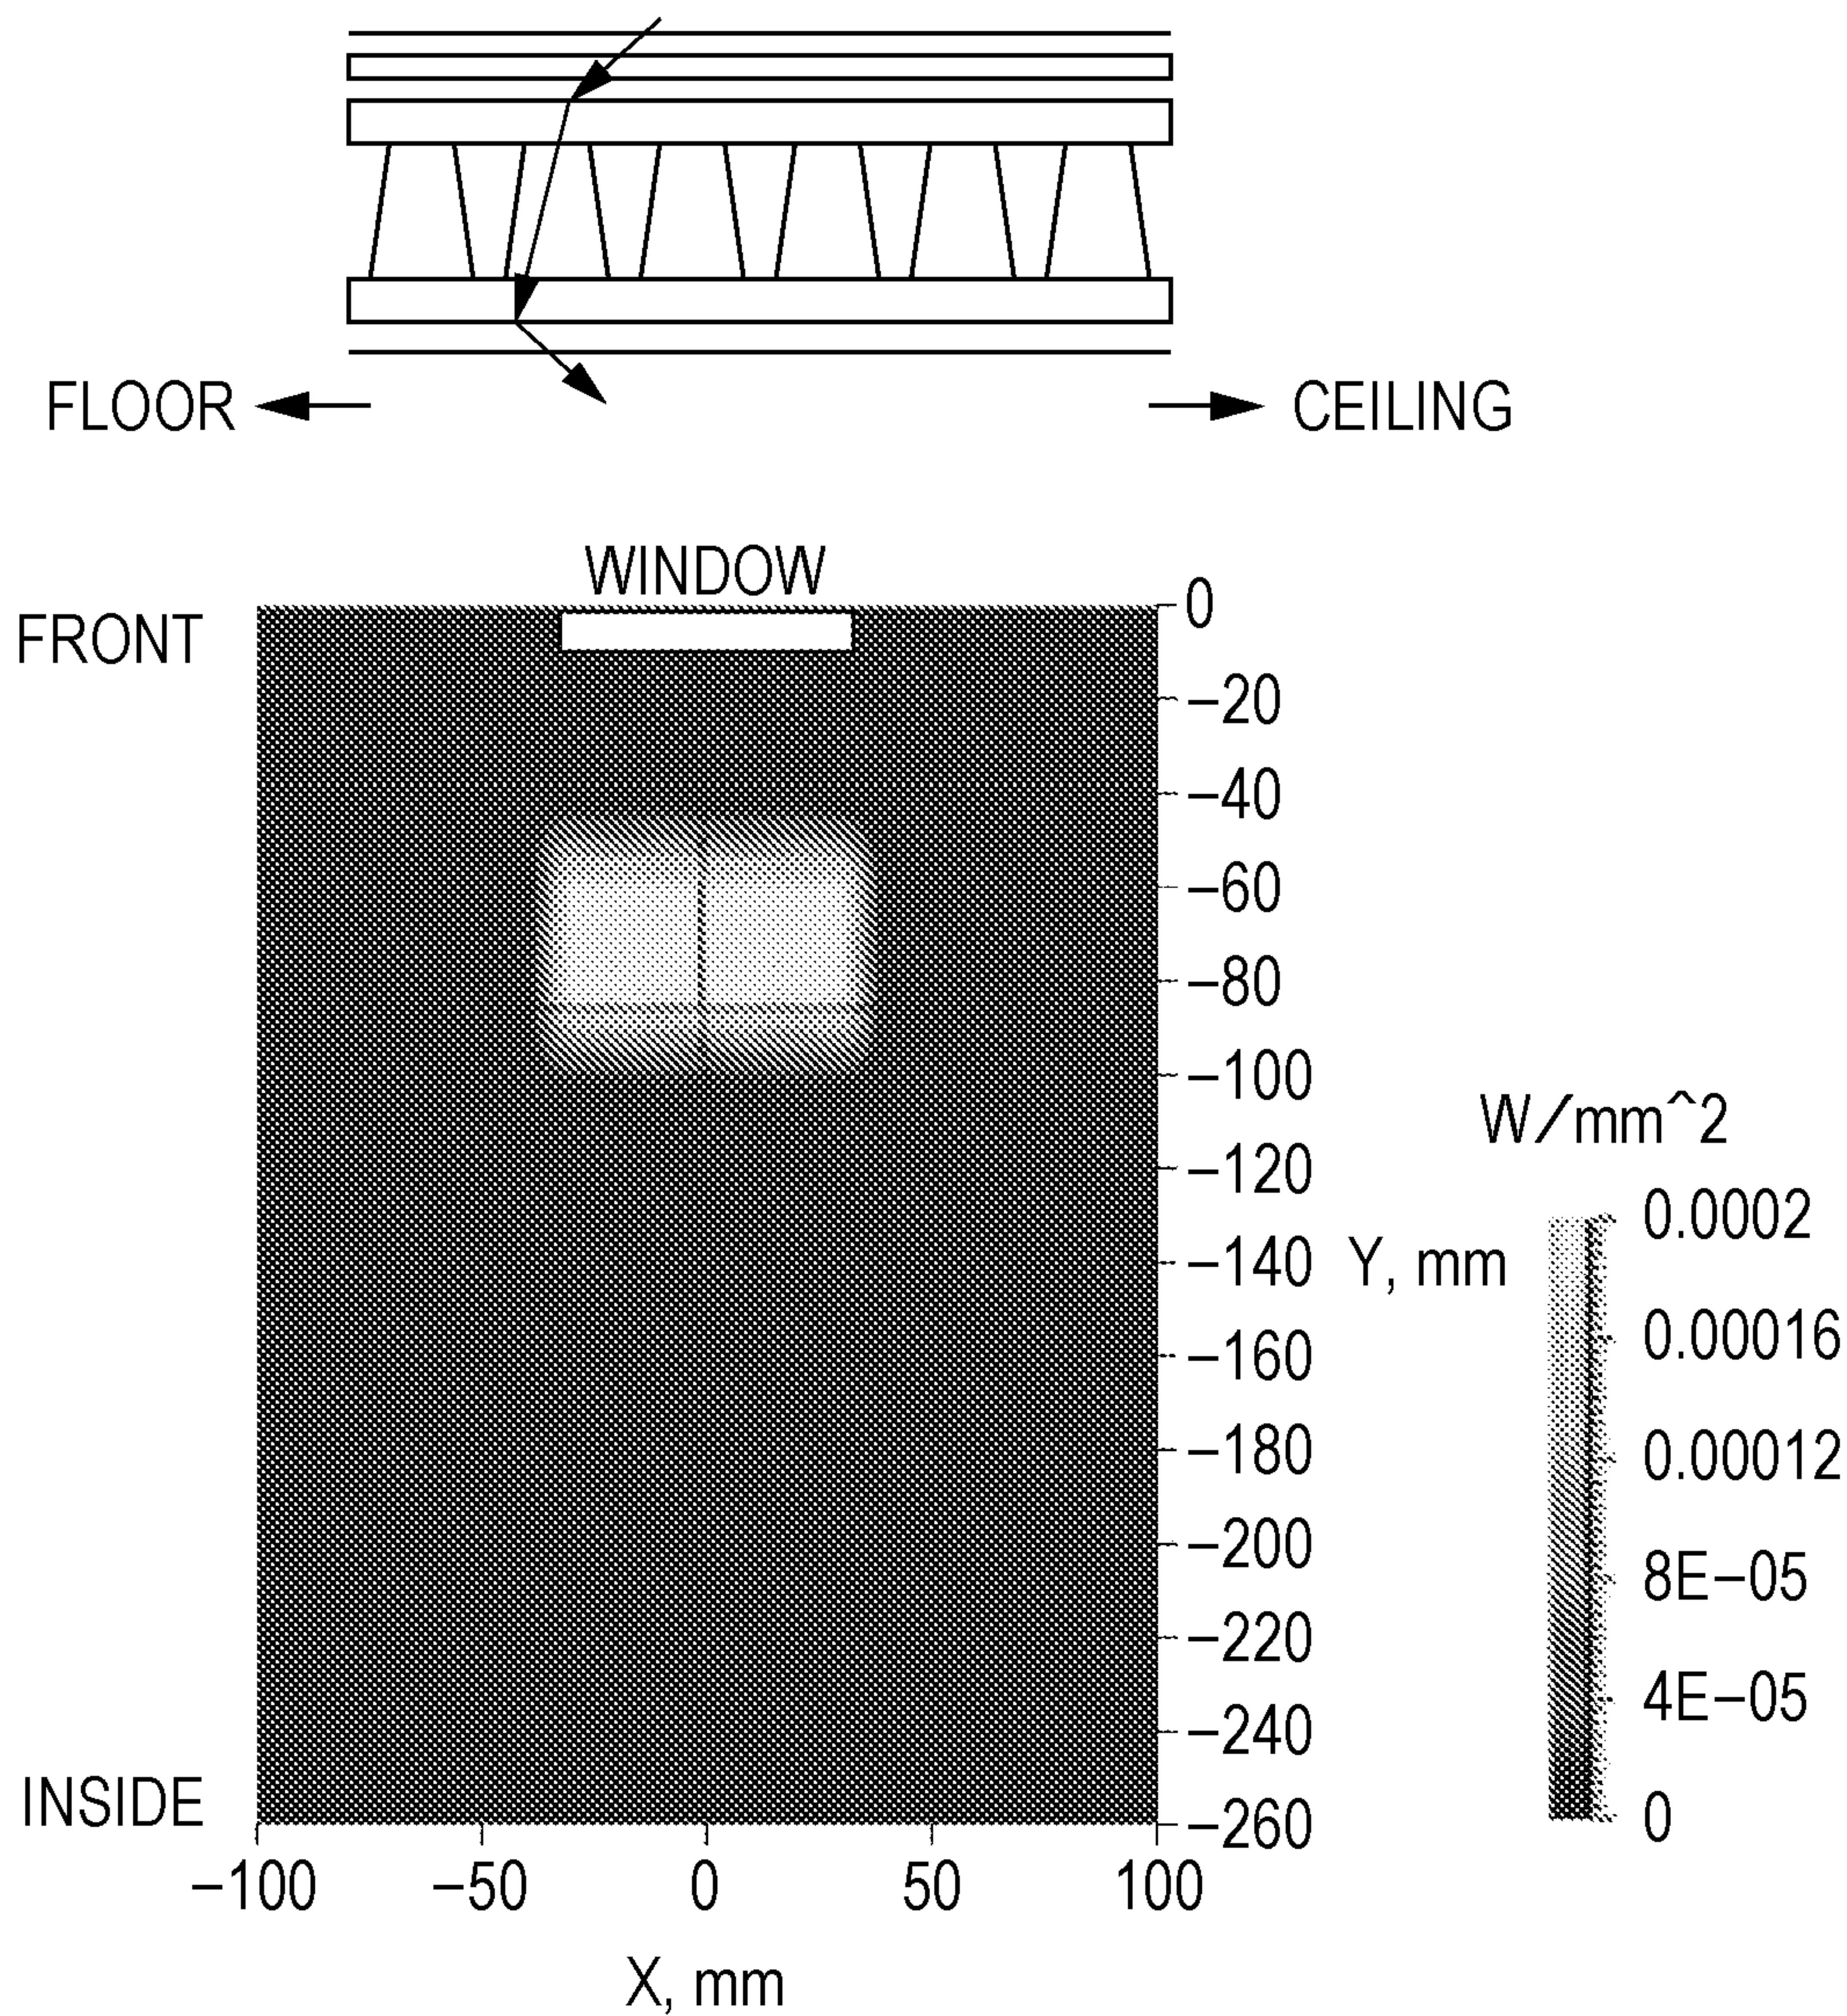 FLOOR CEILING
WINDOW
FRONT
0
−20
−40
−60
−80
−100
−120
−140 Y, mm
−160
−180
−200
−220
−240
−260
W/mm^2
0.0002
0.00016
0.00012
8E−05
4E−05
0
INSIDE
−100 −50 0 50 100
X, mm